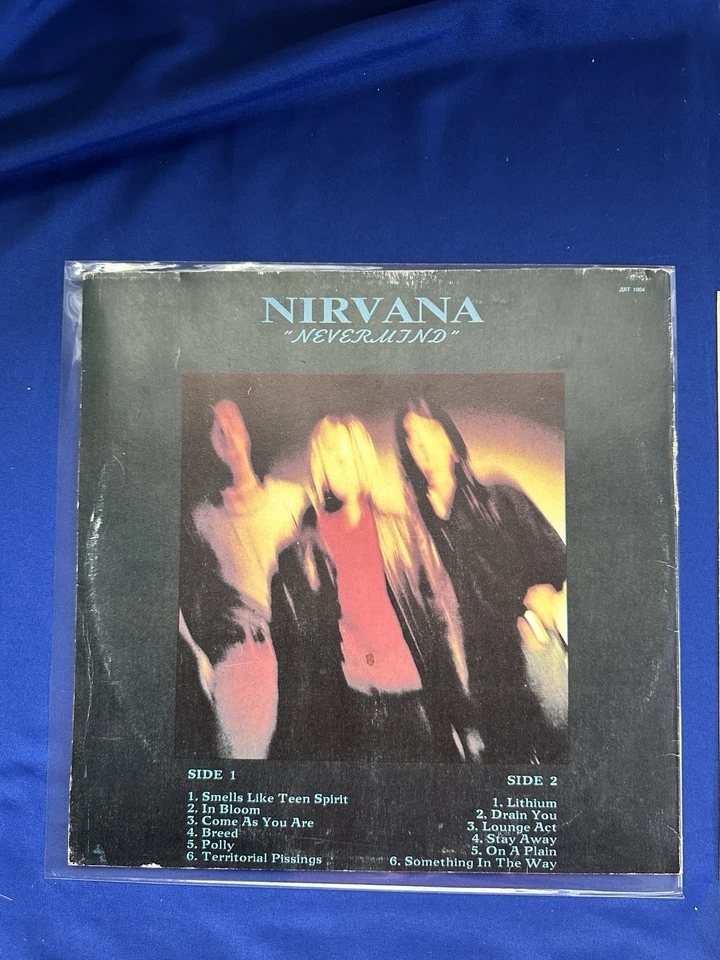 ДЯТ 1004
NIRVANA
"NEVERMIND"
SIDE 1
1. Smells Like Teen Spirit
2. In Bloom
3. Come As You Are
4. Breed
5. Polly
6. Territorial Pissings
SIDE 2
1. Lithium
2. Drain You
3. Lounge Act
4. Stay Away
5. On A Plain
6. Something In The Way